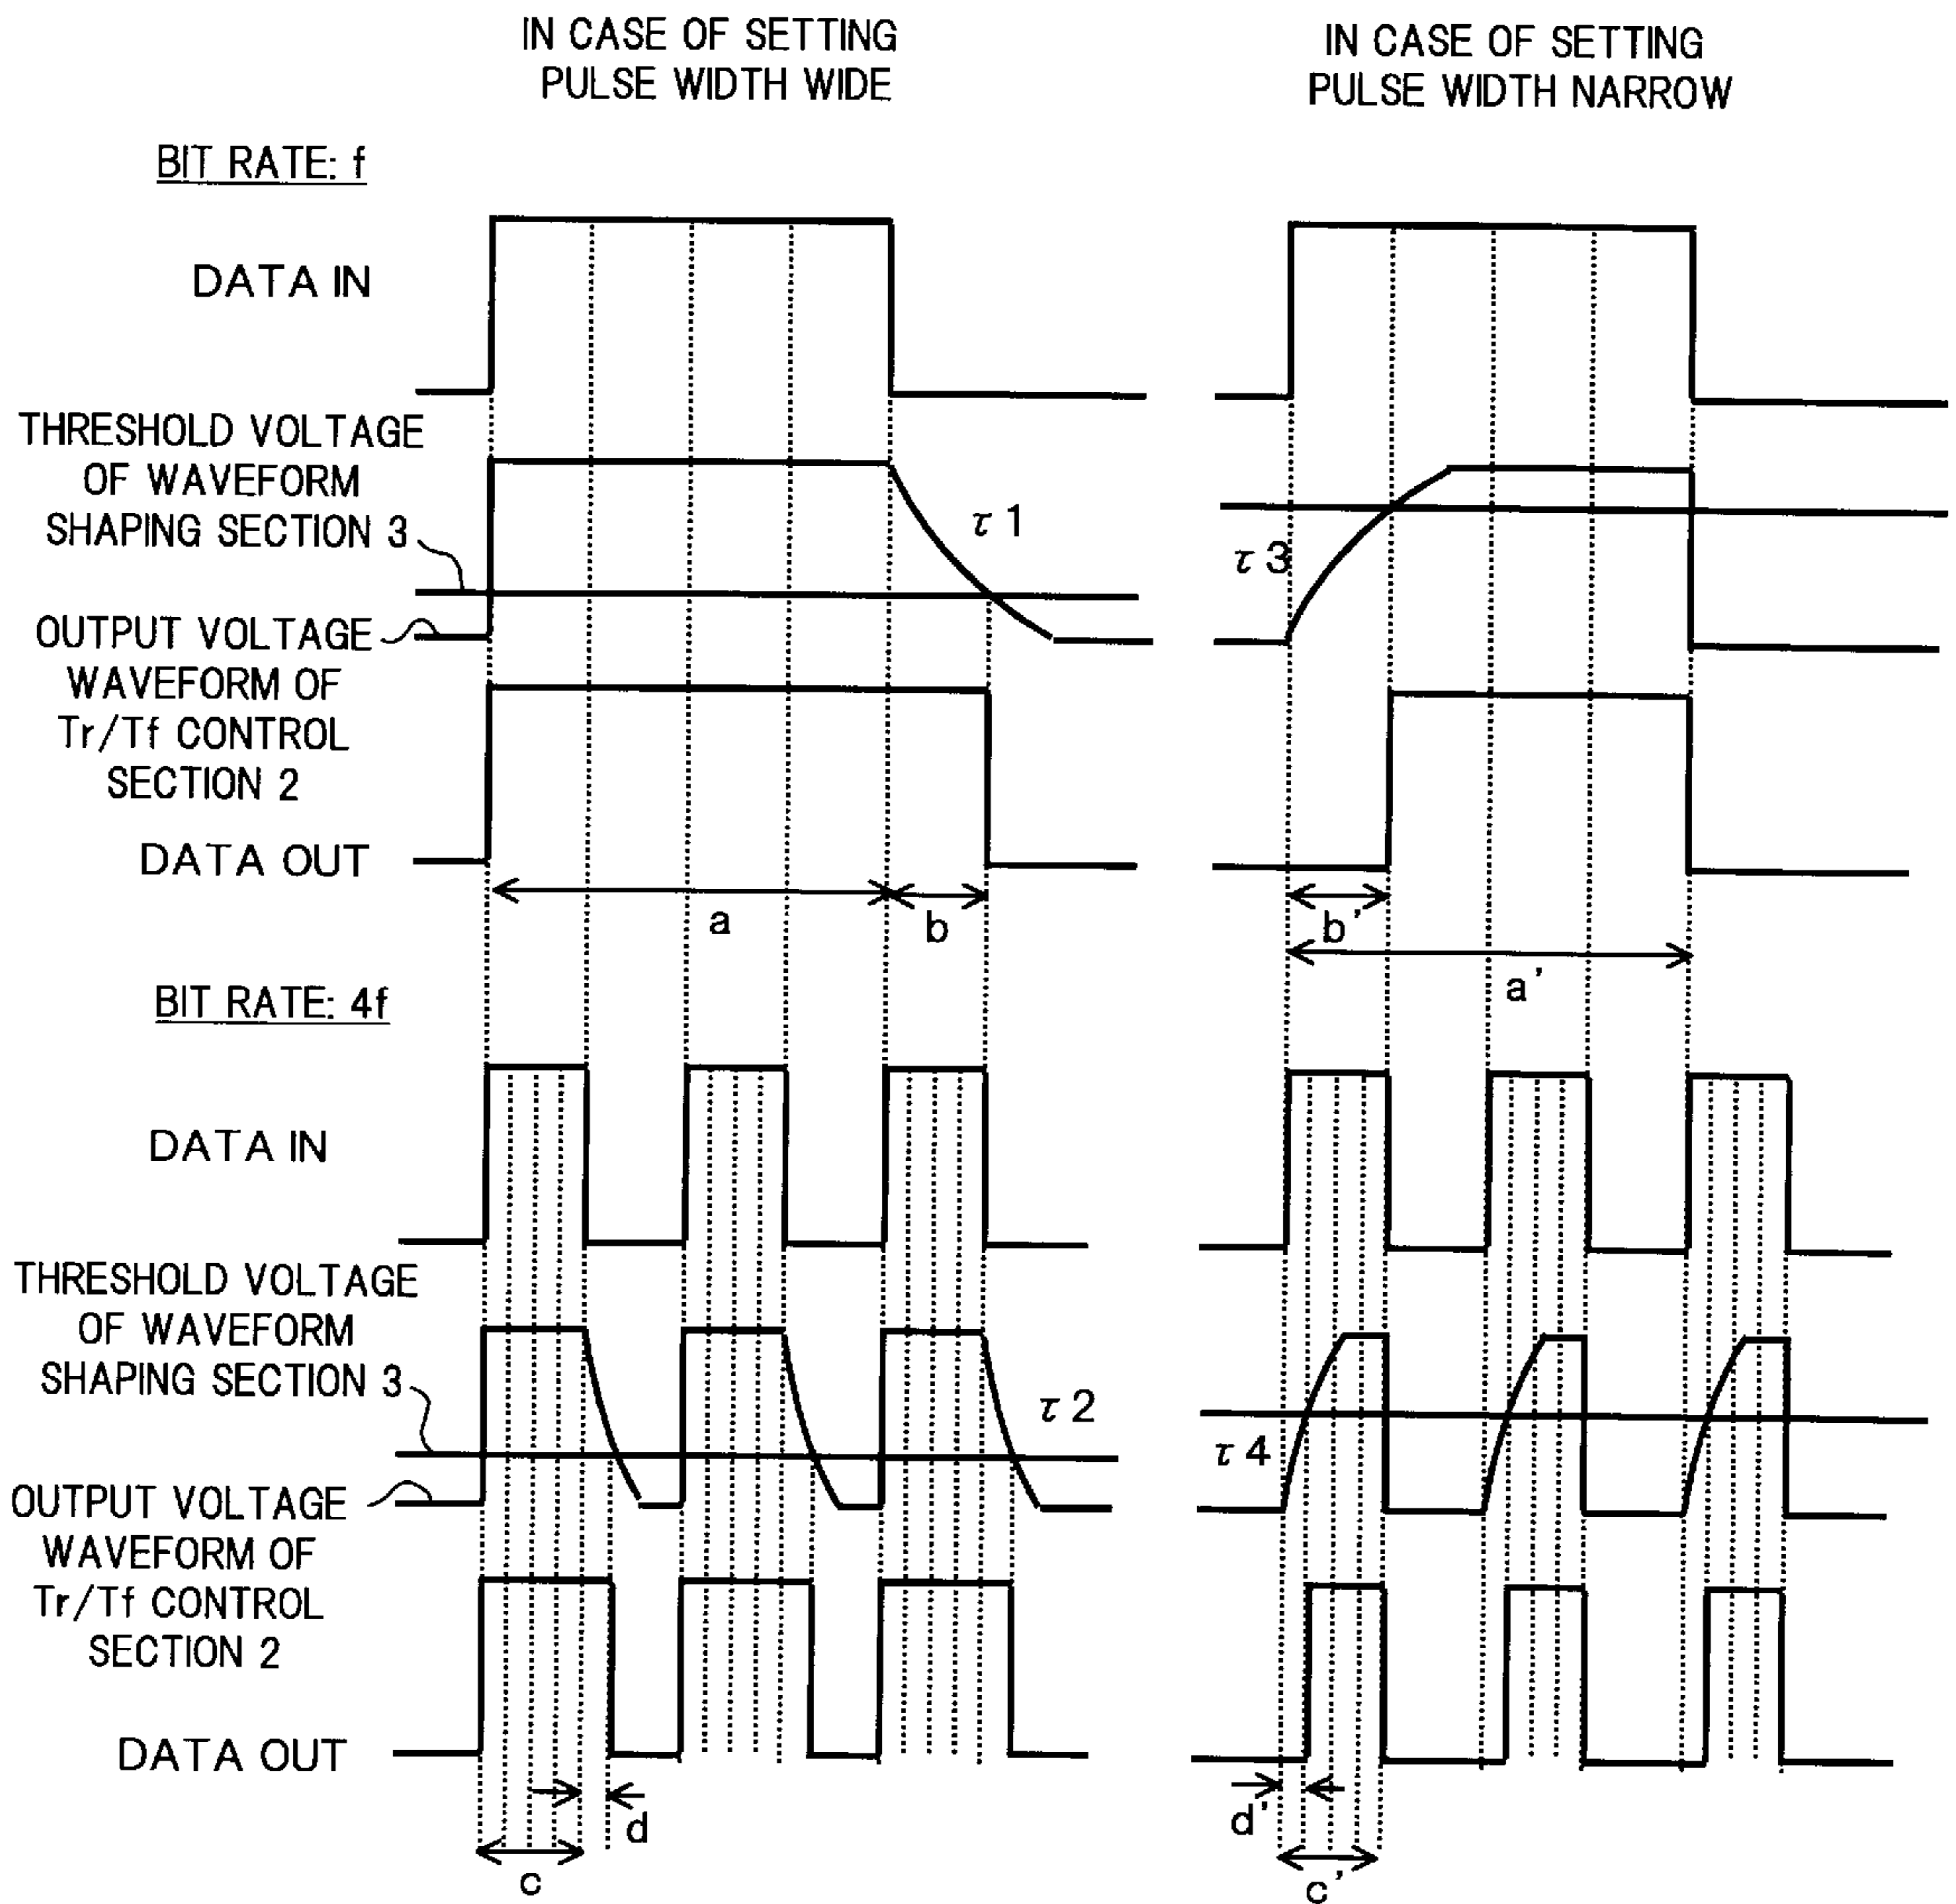 IN CASE OF SETTING
PULSE WIDTH WIDE
IN CASE OF SETTING
PULSE WIDTH NARROW
BIT RATE: f
DATA IN
THRESHOLD VOLTAGE
OF WAVEFORM
SHAPING SECTION 3
τ1
τ3
OUTPUT VOLTAGE
WAVEFORM OF
Tr/Tf CONTROL
SECTION 2
DATA OUT
a
b
b'
a'
BIT RATE: 4f
DATA IN
THRESHOLD VOLTAGE
OF WAVEFORM
SHAPING SECTION 3
τ2
τ4
OUTPUT VOLTAGE
WAVEFORM OF
Tr/Tf CONTROL
SECTION 2
DATA OUT
d
c
d'
c'